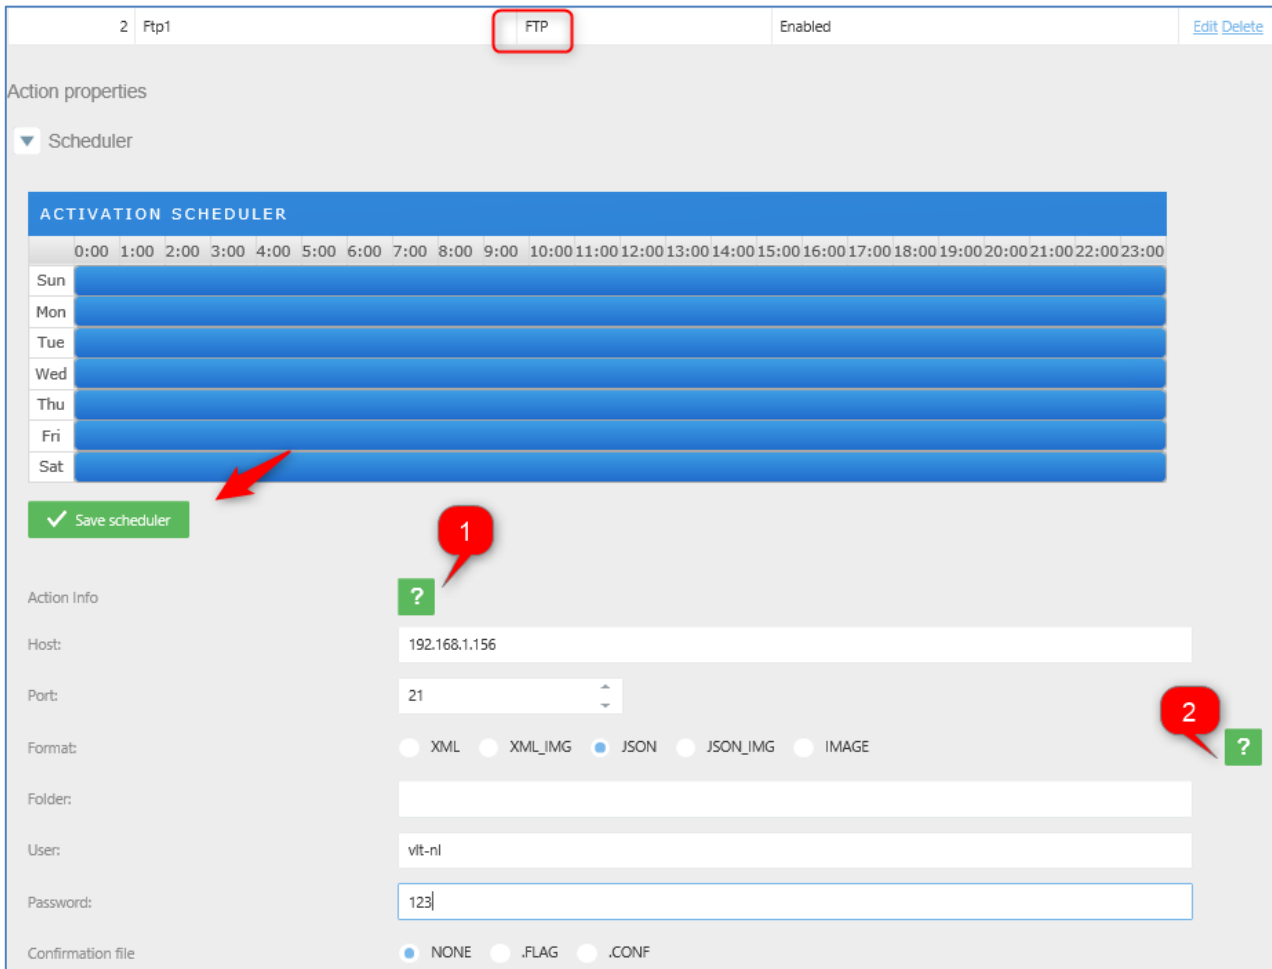 2 Ftp1 FTP Enabled Edit Delete
Action properties
Scheduler
ACTIVATION SCHEDULER
0:00 1:00 2:00 3:00 4:00 5:00 6:00 7:00 8:00 9:00 10:00 11:00 12:00 13:00 14:00 15:00 16:00 17:00 18:00 19:00 20:00 21:00 22:00 23:00
Sun
Mon
Tue
Wed
Thu
Fri
Sat
Save scheduler
1
Action Info ?
Host: 192.168.1.156
Port: 21
2
Format: XML XML_IMG JSON JSON_IMG IMAGE ?
Folder:
User: vlt-nl
Password: 123
Confirmation file NONE .FLAG .CONF